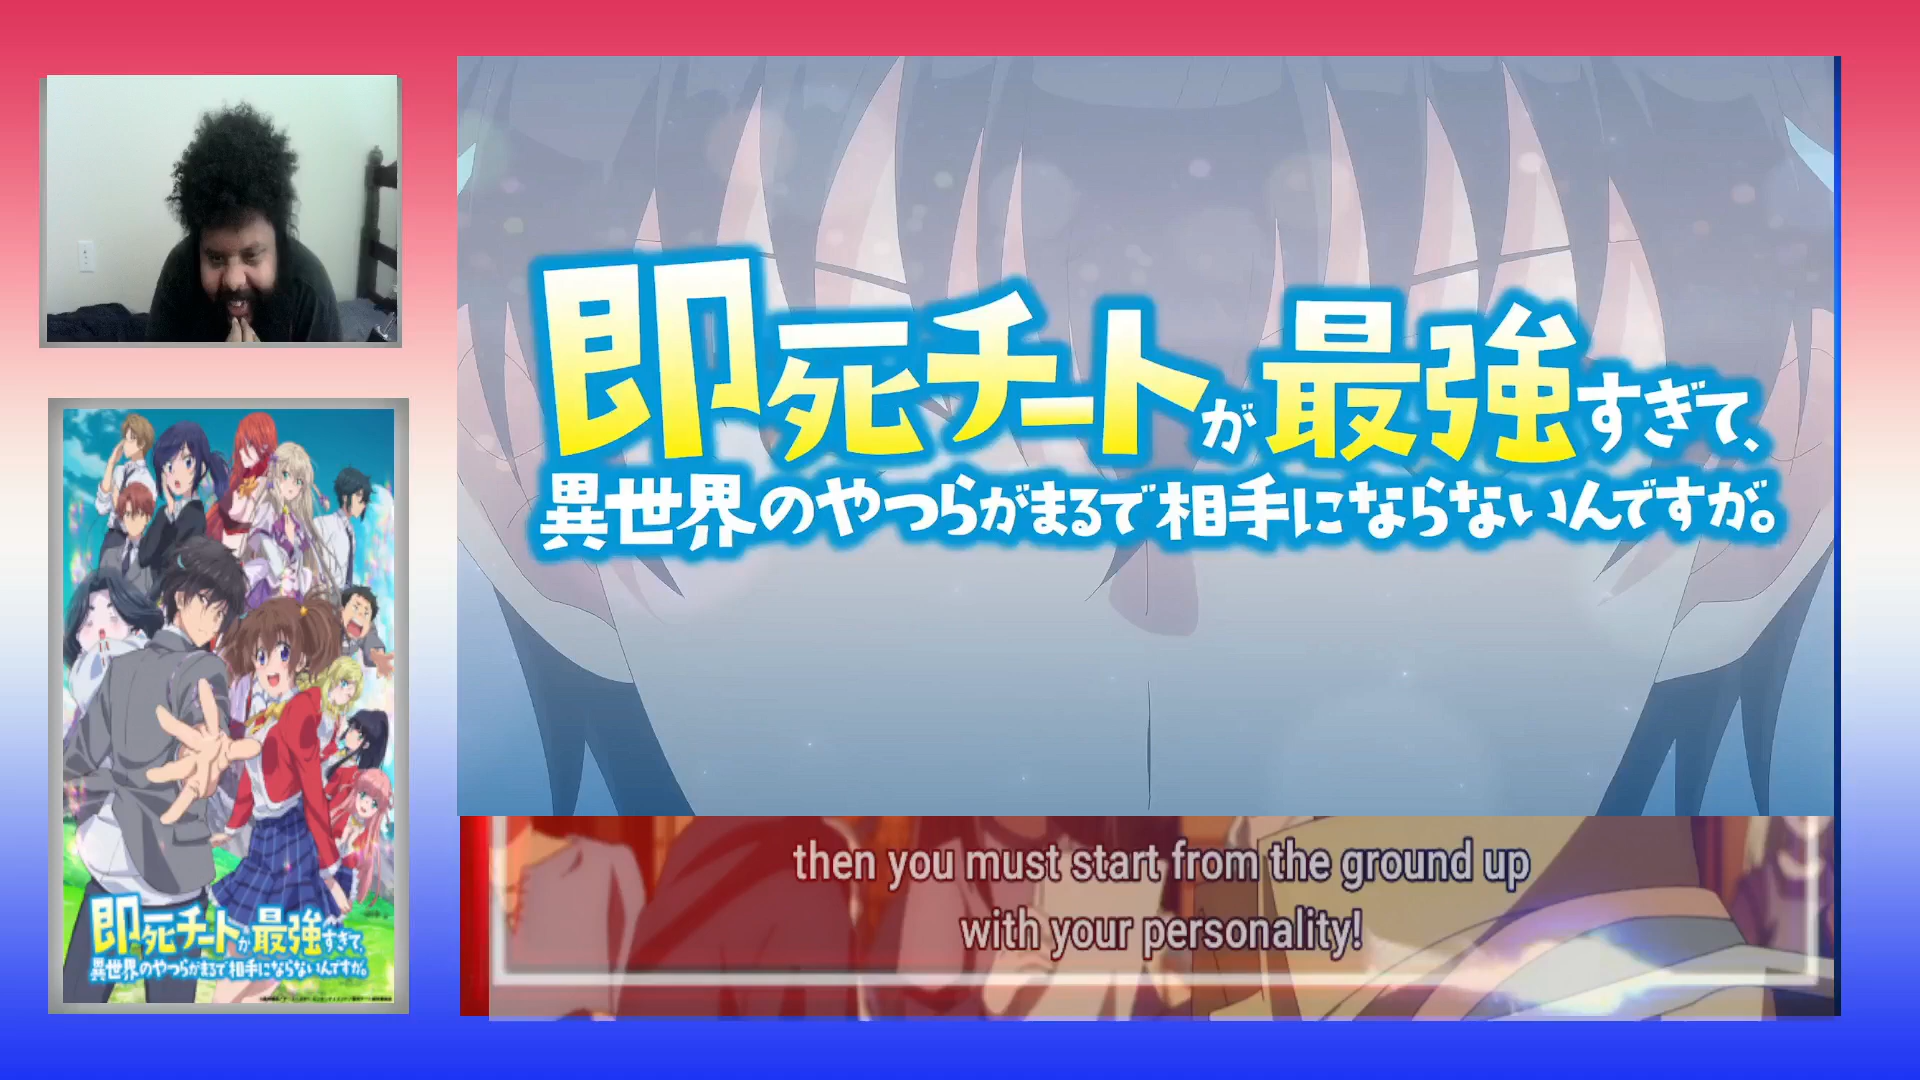 即死チートが最強すぎて、
異世界のやつらがまるで相手にならないんですが。
then you must start from the ground up
with your personality!
即死チートが最強すぎて、
異世界のやつらがまるで相手にならないんですが。